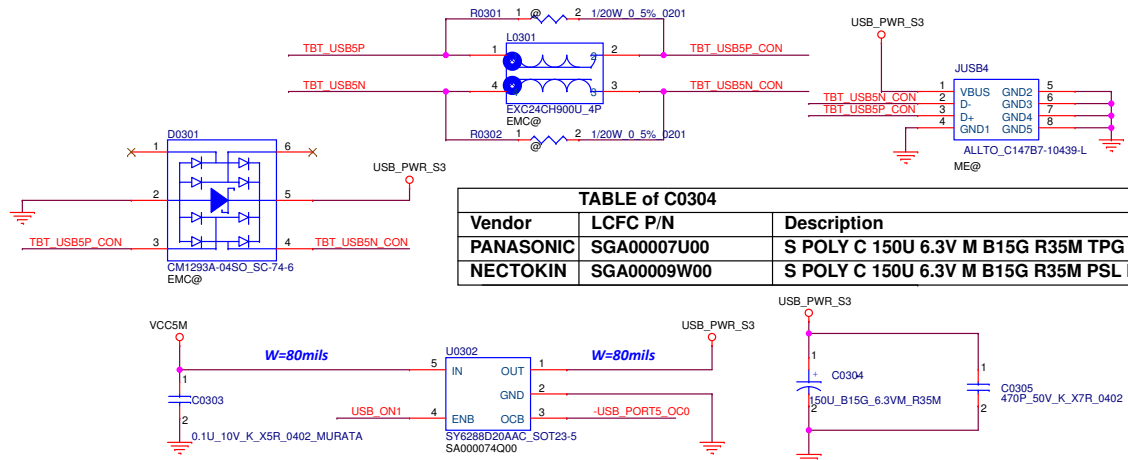 R0301 1 @ 2 1/20W_0_5%_0201
TBT_USB5P 1 L0301 2 TBT_USB5P_CON
TBT_USB5N 4 3 TBT_USB5N_CON
EXC24CH900U_4P
EMC@
R0302 1 @ 2 1/20W_0_5%_0201
USB_PWR_S3
JUSB4
1 VBUS GND2 5
TBT_USB5N_CON 2 D- GND3 6
TBT_USB5P_CON 3 D+ GND4 7
4 GND1 GND5 8
ALLTO_C147B7-10439-L
ME@
D0301
1 6
USB_PWR_S3
2 5
TBT_USB5P_CON 3 4 TBT_USB5N_CON
CM1293A-04SO_SC-74-6
EMC@
TABLE of C0304
Vendor LCFC P/N Description
PANASONIC SGA00007U00 S POLY C 150U 6.3V M B15G R35M TPG
NECTOKIN SGA00009W00 S POLY C 150U 6.3V M B15G R35M PSL
VCC5M
W=80mils
U0302
USB_PWR_S3
W=80mils
5 IN OUT 1
GND 2
USB_ON1 4 ENB OCB 3 -USB_PORT5_OC0
SY6288D20AAC_SOT23-5
SA000074Q00
1
C0303
2
0.1U_10V_K_X5R_0402_MURATA
USB_PWR_S3
1
+ C0304
150U_B15G_6.3VM_R35M
2
1
C0305
470P_50V_K_X7R_0402
2